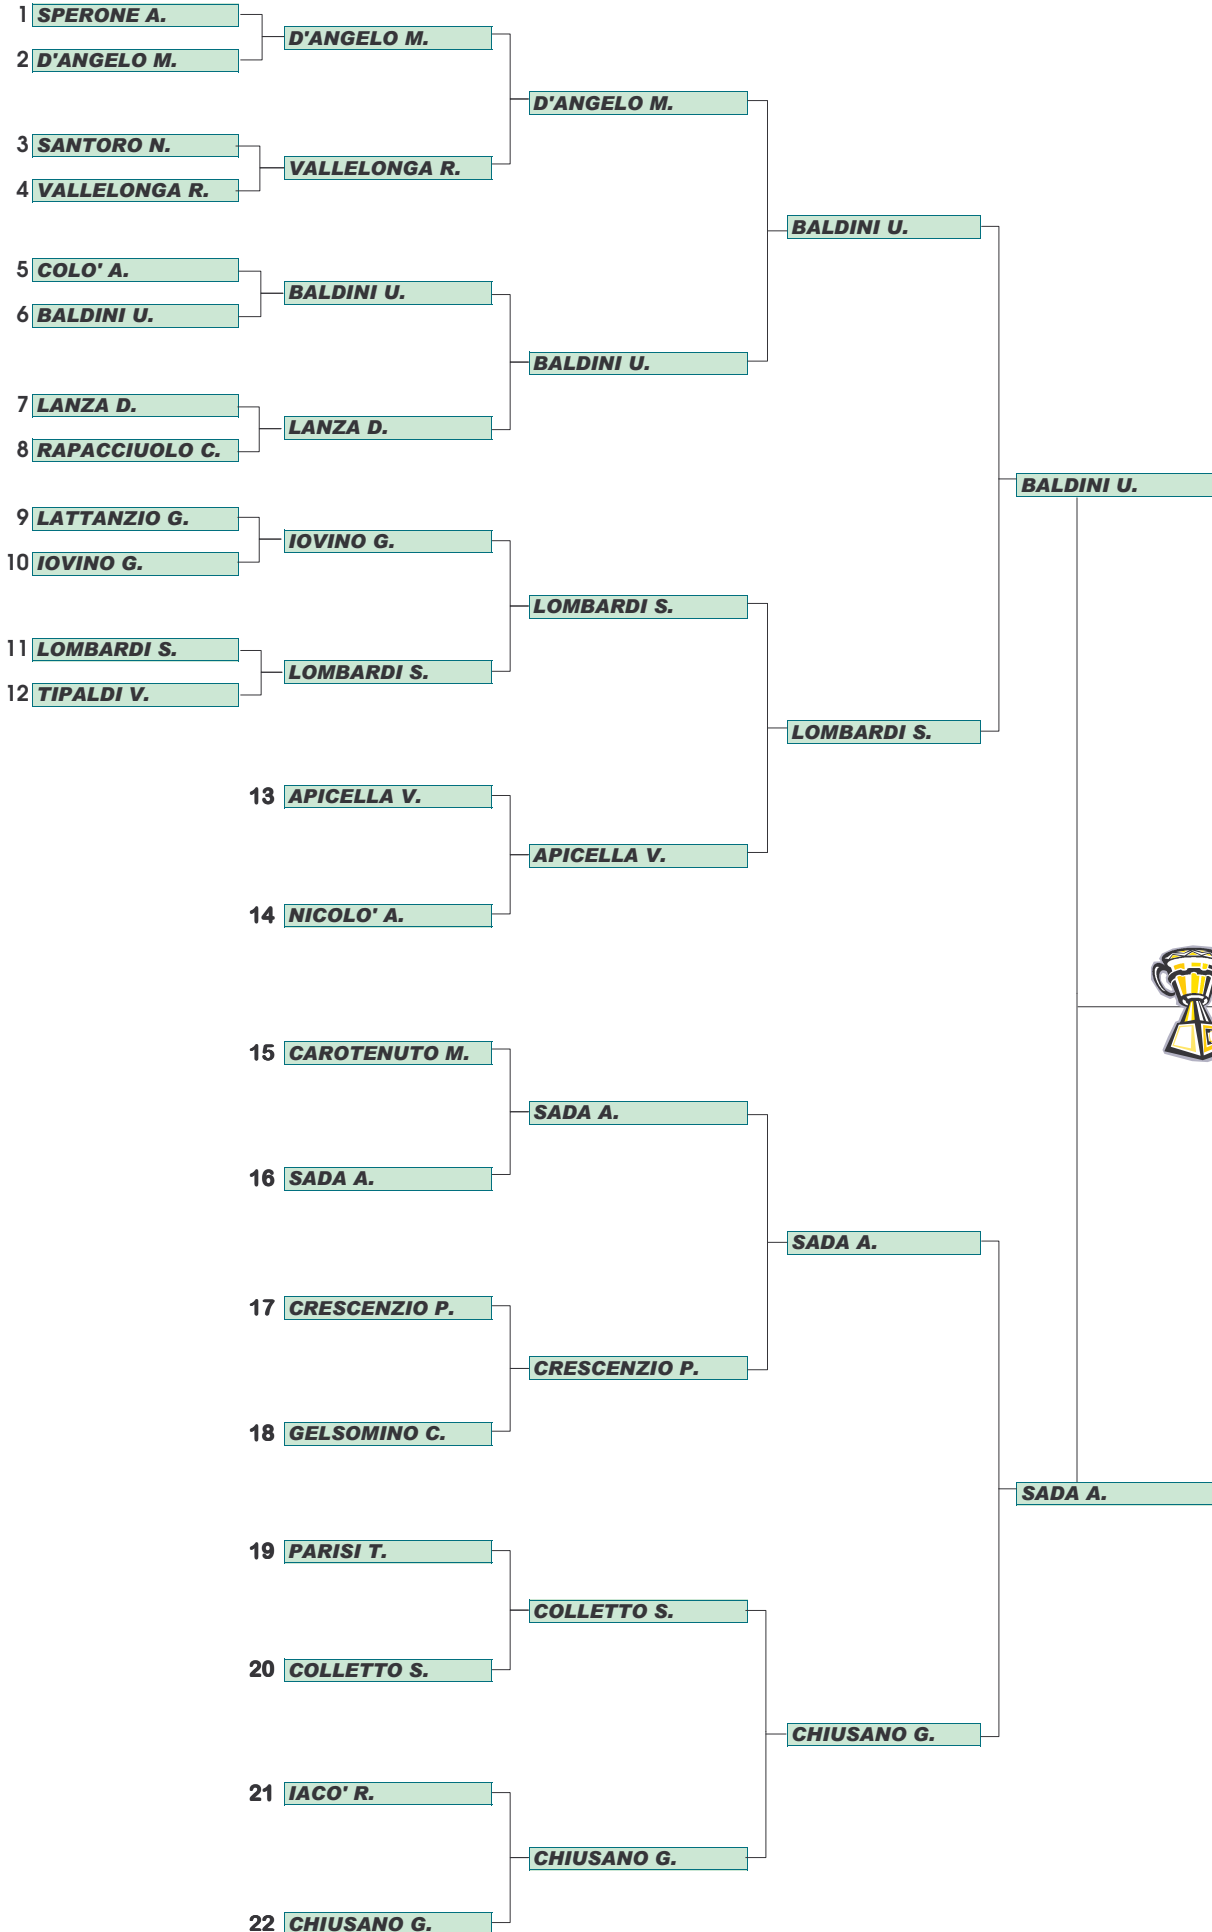 1 SPERONE A.
D'ANGELO M.
2 D'ANGELO M.
D'ANGELO M.
3 SANTORO N.
VALLELONGA R.
4 VALLELONGA R.
BALDINI U.
5 COLO' A.
BALDINI U.
6 BALDINI U.
BALDINI U.
7 LANZA D.
LANZA D.
8 RAPACCIUOLO C.
BALDINI U.
9 LATTANZIO G.
IOVINO G.
10 IOVINO G.
LOMBARDI S.
11 LOMBARDI S.
LOMBARDI S.
12 TIPALDI V.
LOMBARDI S.
13 APICELLA V.
APICELLA V.
14 NICOLO' A.
15 CAROTENUTO M.
SADA A.
16 SADA A.
SADA A.
17 CRESCENZIO P.
CRESCENZIO P.
18 GELSOMINO C.
SADA A.
19 PARISI T.
COLLETTO S.
20 COLLETTO S.
CHIUSANO G.
21 IACO' R.
CHIUSANO G.
22 CHIUSANO G.